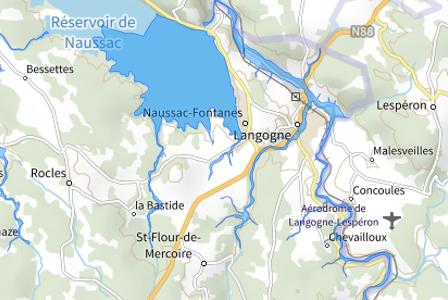 Réservoir de
Naussac
N88
Bessettes
Naussac-Fontanes
Lespéron
Langogne
Malesveilles
Rocles
Concoules
la Bastide
Aérodrome de
Langogne-Lespéron
St-Flour-de-
Mercoire
Chevailloux